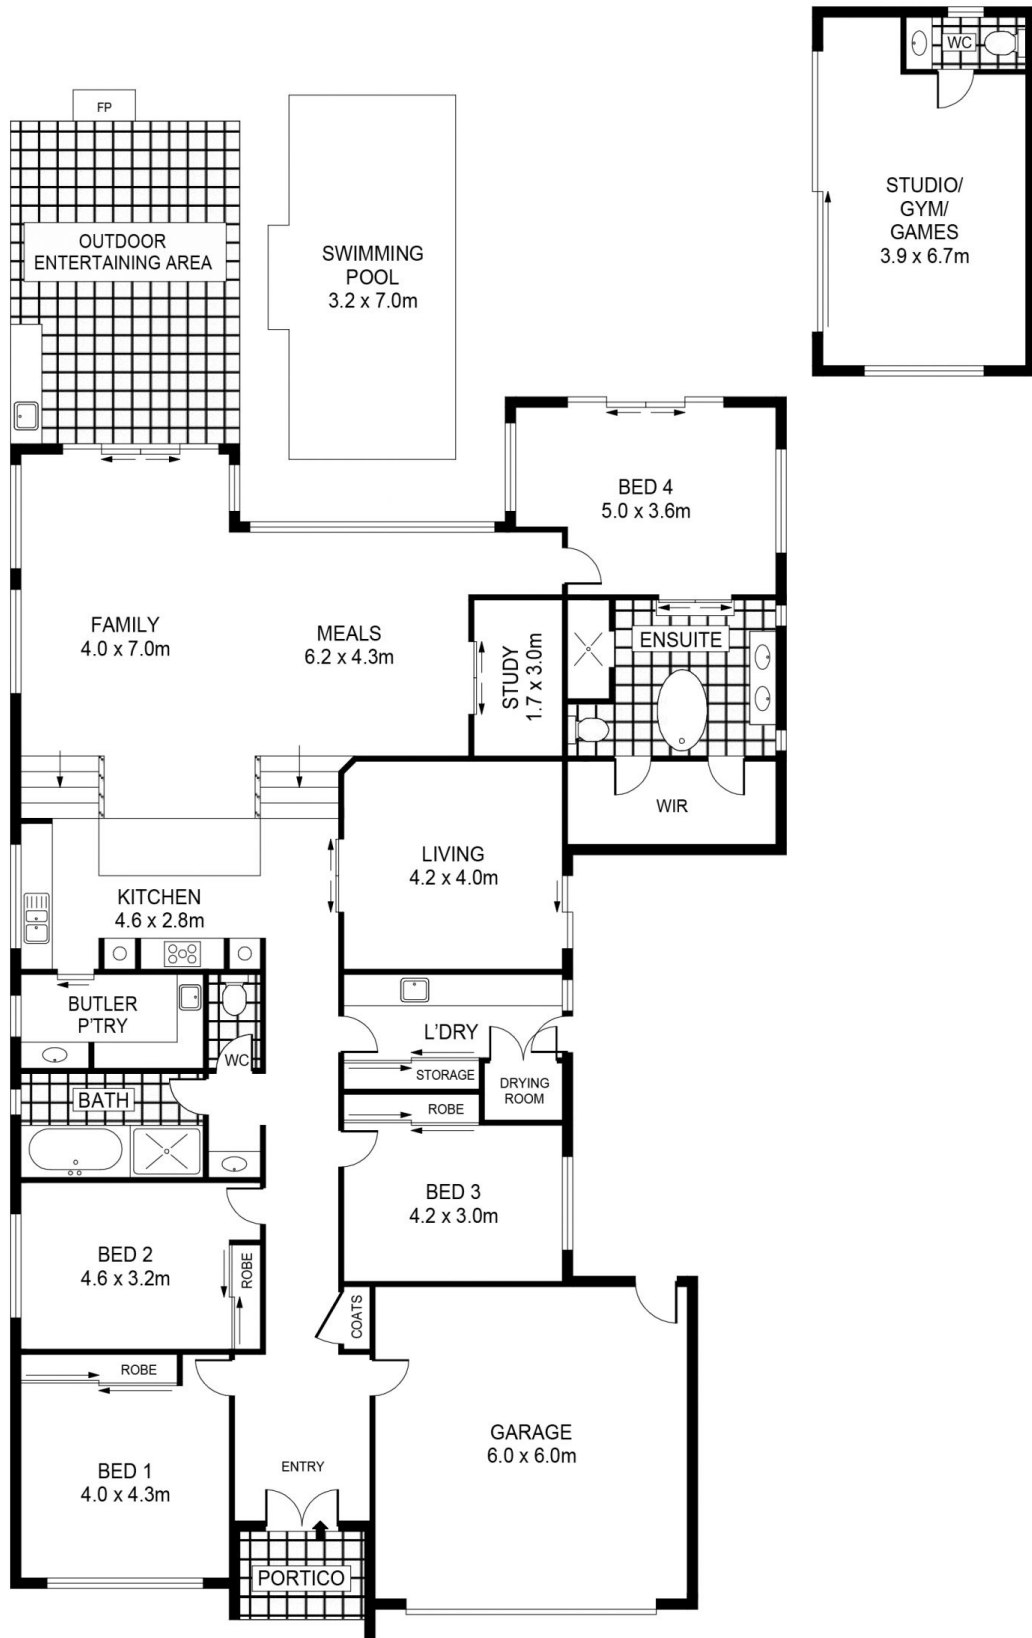 WC
STUDIO/
GYM/
GAMES
3.9 x 6.7m
FP
OUTDOOR
ENTERTAINING AREA
SWIMMING
POOL
3.2 x 7.0m
BED 4
5.0 x 3.6m
FAMILY
4.0 x 7.0m
MEALS
6.2 x 4.3m
STUDY
1.7 x 3.0m
ENSUITE
WIR
LIVING
4.2 x 4.0m
KITCHEN
4.6 x 2.8m
BUTLER
P'TRY
WC
L'DRY
STORAGE
DRYING
ROOM
BATH
ROBE
BED 3
4.2 x 3.0m
BED 2
4.6 x 3.2m
ROBE
COATS
ROBE
BED 1
4.0 x 4.3m
ENTRY
GARAGE
6.0 x 6.0m
PORTICO